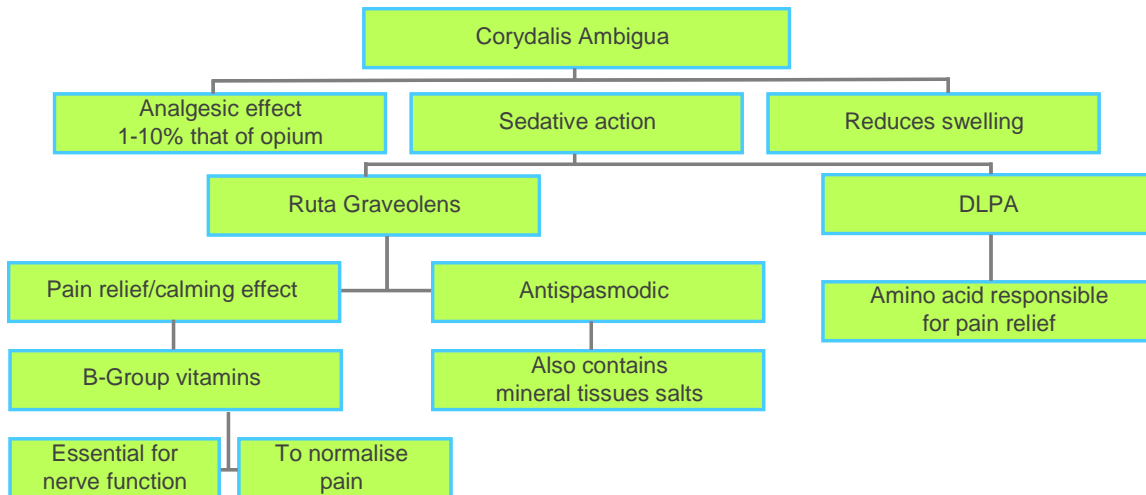 Corydalis Ambigua
Analgesic effect
1-10% that of opium
Sedative action
Reduces swelling
Ruta Graveolens
DLPA
Pain relief/calming effect
Antispasmodic
Amino acid responsible
for pain relief
B-Group vitamins
Also contains
mineral tissues salts
Essential for
nerve function
To normalise
pain